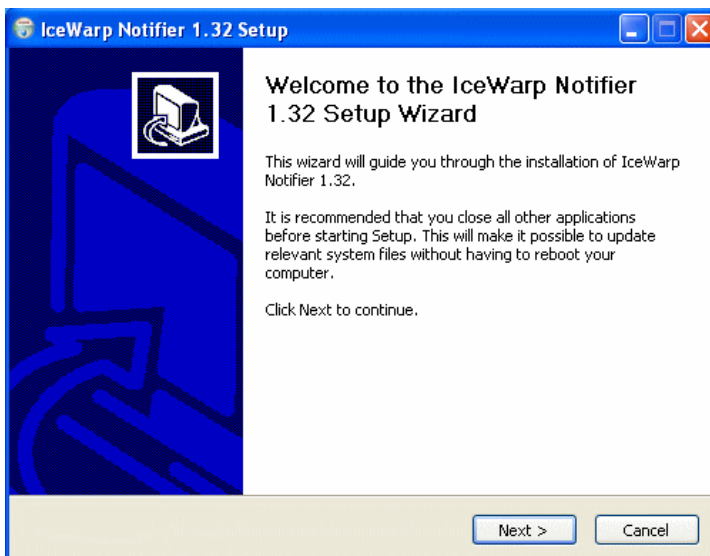 IceWarp Notifier 1.32 Setup
Welcome to the IceWarp Notifier
1.32 Setup Wizard
This wizard will guide you through the installation of IceWarp
Notifier 1.32.
It is recommended that you close all other applications
before starting Setup. This will make it possible to update
relevant system files without having to reboot your
computer.
Click Next to continue.
Next >
Cancel